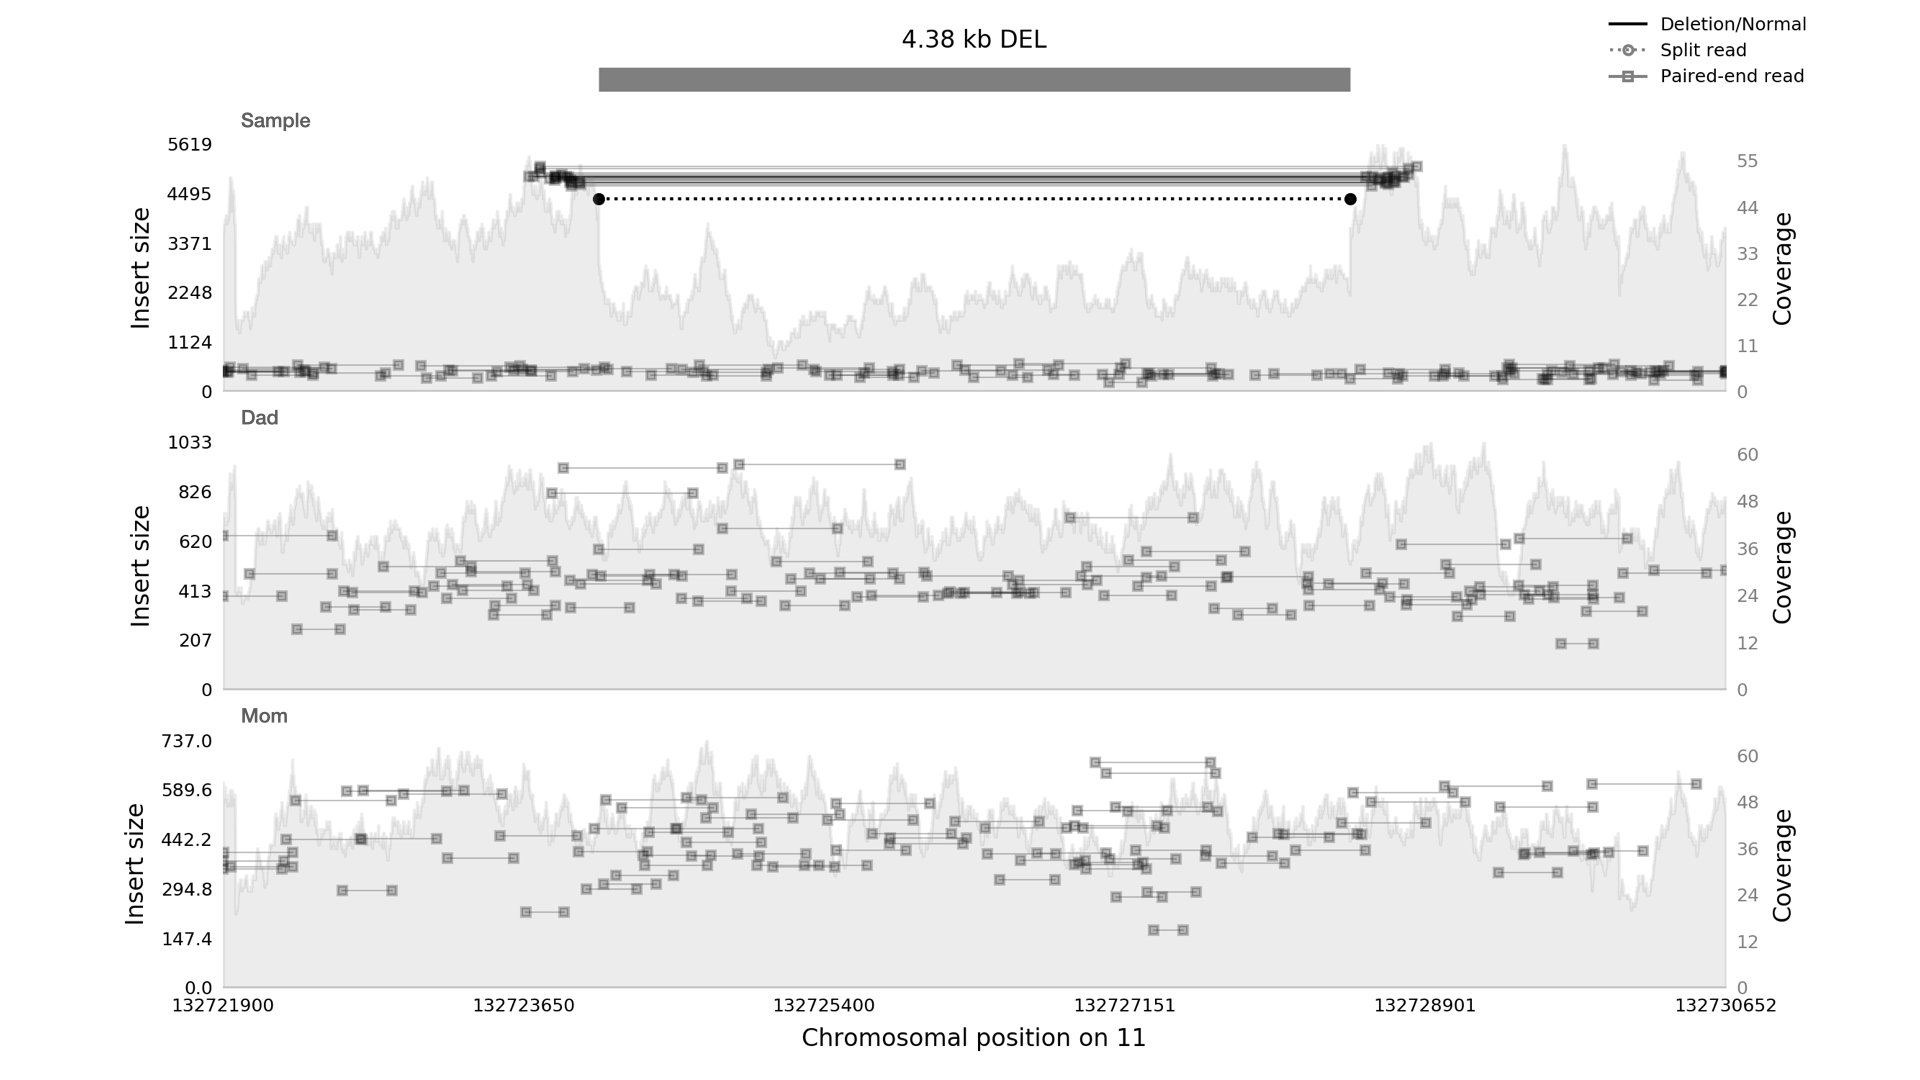 4.38 kb DEL
Deletion/Normal
Split read
Paired-end read
Sample
5619
4495
3371
2248
1124
0
Insert size
55
44
33
22
11
0
Coverage
Dad
1033
826
620
413
207
0
Insert size
60
48
36
24
12
0
Coverage
Mom
737.0
589.6
442.2
294.8
147.4
0.0
Insert size
60
48
36
24
12
0
Coverage
132721900 132723650 132725400 132727151 132728901 132730652
Chromosomal position on 11